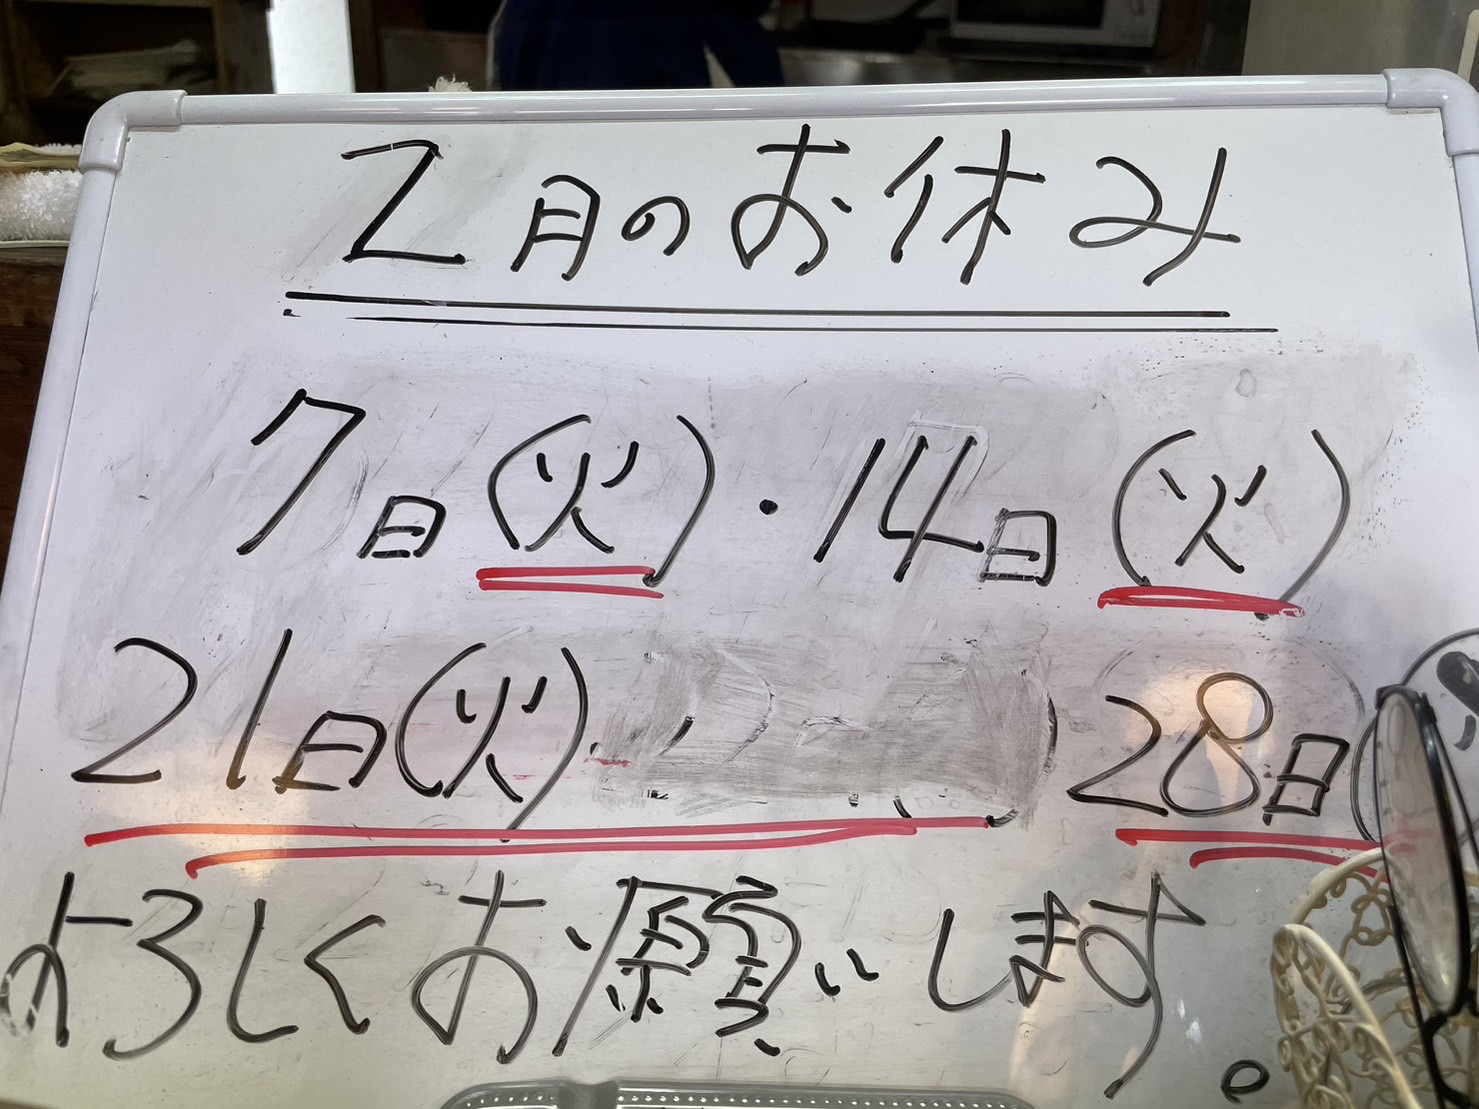 2月のお休み
7日(火)・14日(火)
21日(火)・ 28日(
よろしくお願いします。